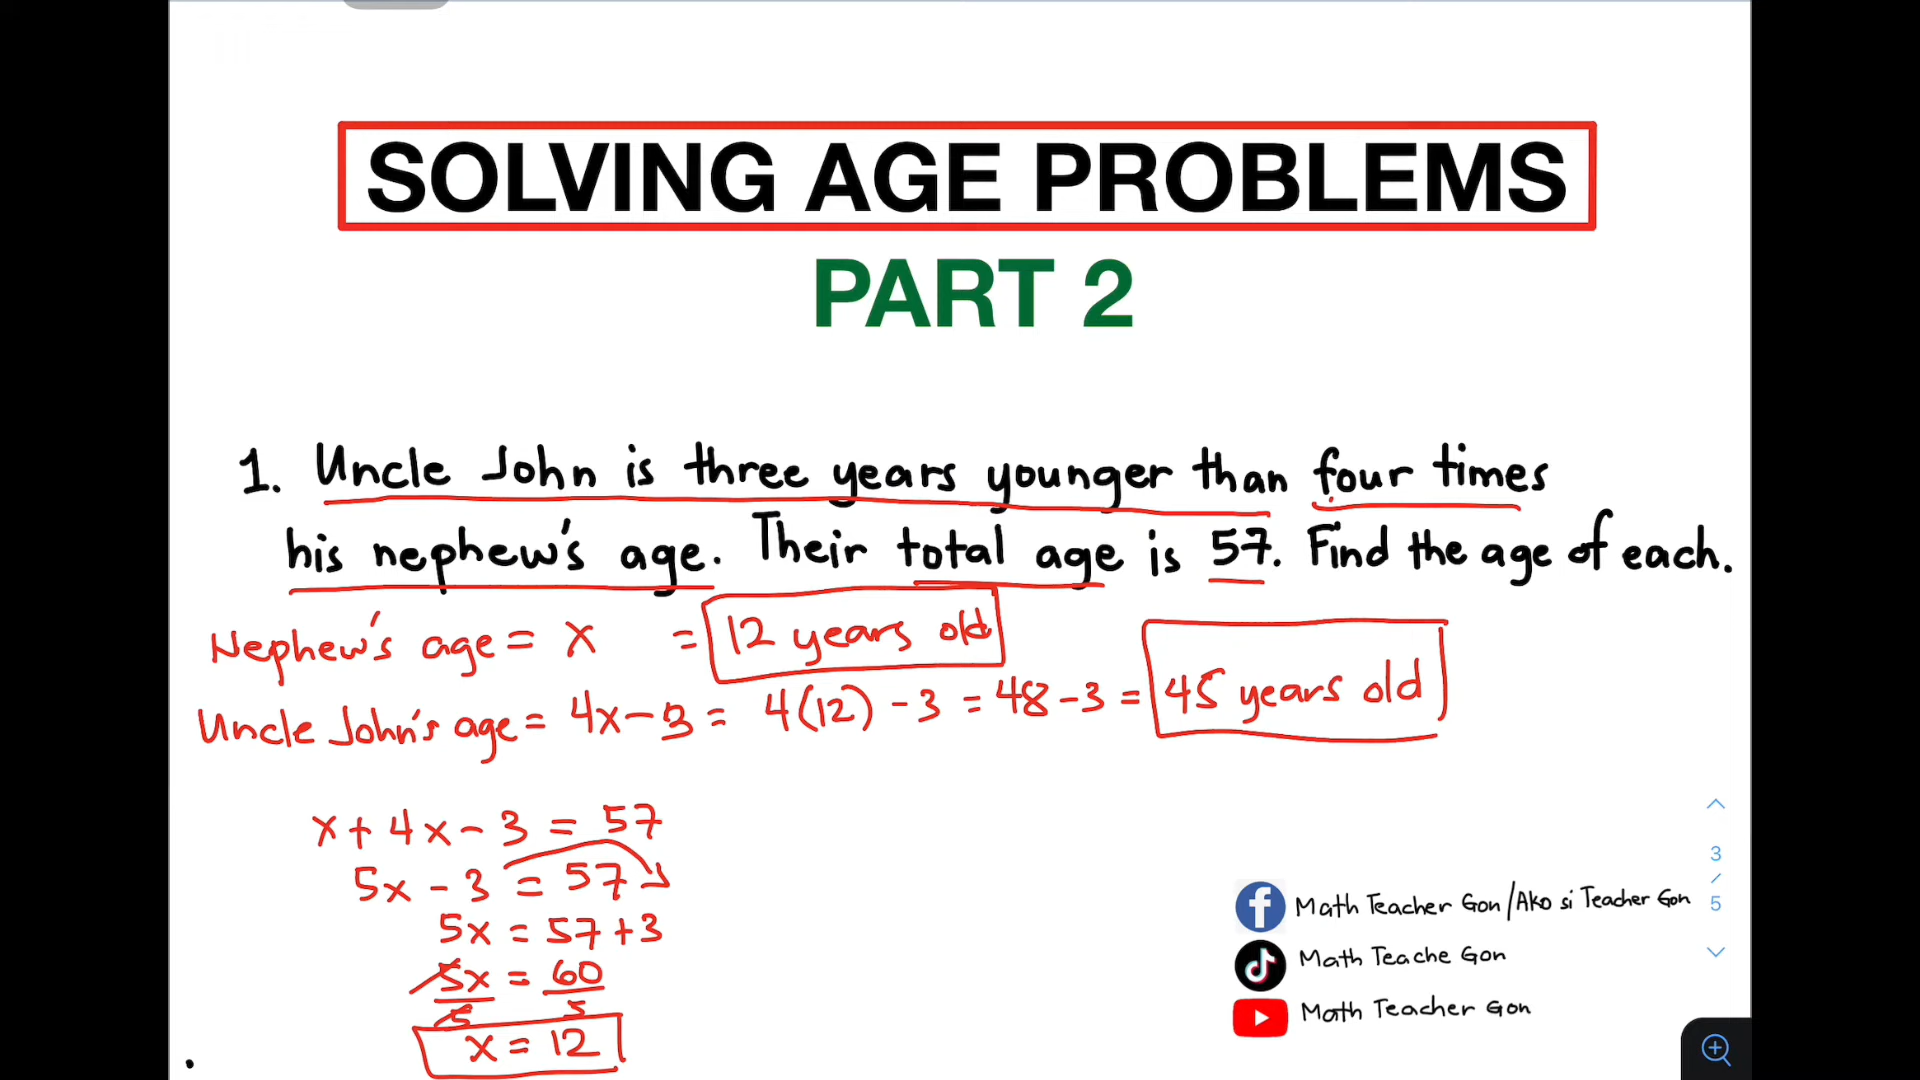 SOLVING AGE PROBLEMS
PART 2
1. Uncle John is three years younger than four times
his nephew's age. Their total age is 57. Find the age of each.
Nephew's age = x = 12 years old
Uncle John's age = 4x-3 = 4(12) - 3 = 48-3 = 45 years old
x + 4x - 3 = 57
5x - 3 = 57
5x = 57+3
5x = 60
5 5
x = 12
Math Teacher Gon/Ako si Teacher Gon
Math Teache Gon
Math Teacher Gon
3
/
5